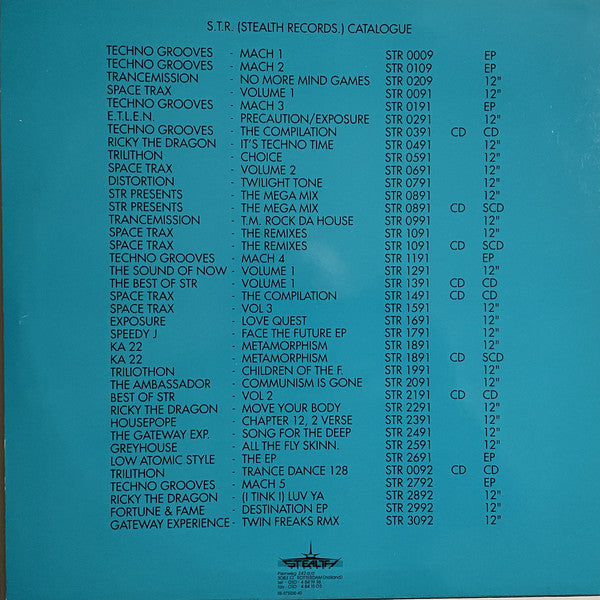 S.T.R. (STEALTH RECORDS.) CATALOGUE
TECHNO GROOVES - MACH 1 STR 0009 EP
TECHNO GROOVES - MACH 2 STR 0109 EP
TRANCEMISSION - NO MORE MIND GAMES STR 0209 12"
SPACE TRAX - VOLUME 1 STR 0091 12"
TECHNO GROOVES - MACH 3 STR 0191 EP
E.T.L.E.N. - PRECAUTION/EXPOSURE STR 0291 12"
TECHNO GROOVES - THE COMPILATION STR 0391 CD CD
RICKY THE DRAGON - IT'S TECHNO TIME STR 0491 12"
TRILITHON - CHOICE STR 0591 12"
SPACE TRAX - VOLUME 2 STR 0691 12"
DISTORTION - TWILIGHT TONE STR 0791 12"
STR PRESENTS - THE MEGA MIX STR 0891 12"
STR PRESENTS - THE MEGA MIX STR 0891 CD SCD
TRANCEMISSION - T.M. ROCK DA HOUSE STR 0991 12"
SPACE TRAX - THE REMIXES STR 1091 12"
SPACE TRAX - THE REMIXES STR 1091 CD SCD
TECHNO GROOVES - MACH 4 STR 1191 EP
THE SOUND OF NOW - VOLUME 1 STR 1291 12"
THE BEST OF STR - VOLUME 1 STR 1391 CD CD
SPACE TRAX - THE COMPILATION STR 1491 CD CD
SPACE TRAX - VOL 3 STR 1591 12"
EXPOSURE - LOVE QUEST STR 1691 12"
SPEEDY J - FACE THE FUTURE EP STR 1791 12"
KA 22 - METAMORPHISM STR 1891 12"
KA 22 - METAMORPHISM STR 1891 CD SCD
TRILIOTHON - CHILDREN OF THE F. STR 1991 12"
THE AMBASSADOR - COMMUNISM IS GONE STR 2091 12"
BEST OF STR - VOL 2 STR 2191 CD CD
RICKY THE DRAGON - MOVE YOUR BODY STR 2291 12"
HOUSEPOPE - CHAPTER 12, 2 VERSE STR 2391 12"
THE GATEWAY EXP. - SONG FOR THE DEEP STR 2491 12"
GREYHOUSE - ALL THE FLY SKINN. STR 2591 12"
LOW ATOMIC STYLE - THE EP STR 2691 EP
TRILITHON - TRANCE DANCE 128 STR 0092 CD CD
TECHNO GROOVES - MACH 5 STR 2792 EP
RICKY THE DRAGON - (I TINK I) LUV YA STR 2892 12"
FORTUNE & FAME - DESTINATION EP STR 2992 12"
GATEWAY EXPERIENCE - TWIN FREAKS RMX STR 3092 12"
STEALTH
ROTTERDAM (Holland)